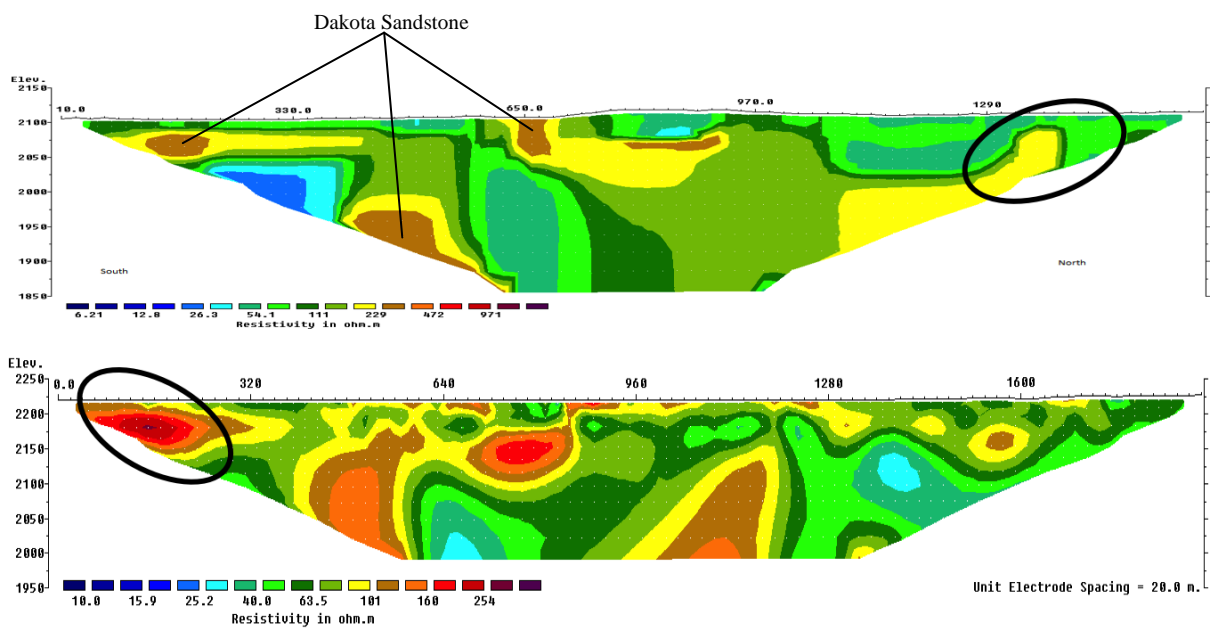 Dakota Sandstone
Elev.
2150
10.0 330.0 650.0 970.0 1290
2100
2050
2000
1950
1900
1850
South
North
6.21 12.8 26.3 54.1 111 229 472 971
Resistivity in ohm.m
Elev.
2250
0.0 320 640 960 1280 1600
2200
2150
2100
2050
2000
1950
10.0 15.9 25.2 40.0 63.5 101 160 254
Resistivity in ohm.m
Unit Electrode Spacing = 20.0 m.